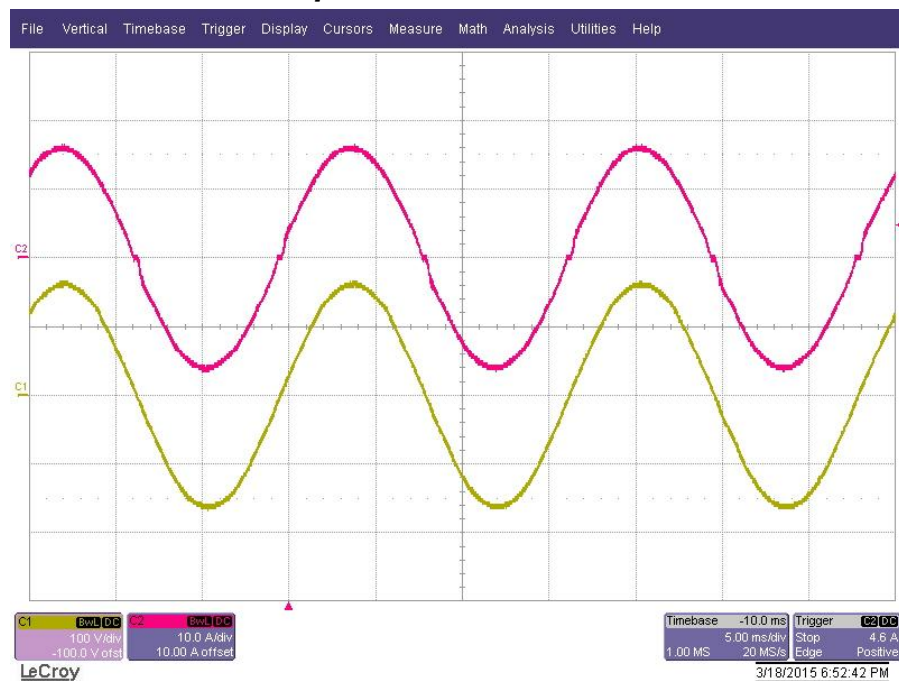 File Vertical Timebase Trigger Display Cursors Measure Math Analysis Utilities Help
C2
C1
C1 BwL DC
100 V/div
-100.0 V ofst
C2 BwL DC
10.0 A/div
10.00 A offset
Timebase -10.0 ms
5.00 ms/div
1.00 MS 20 MS/s
Trigger C2 DC
Stop 4.6 A
Edge Positive
LeCroy
3/18/2015 6:52:42 PM